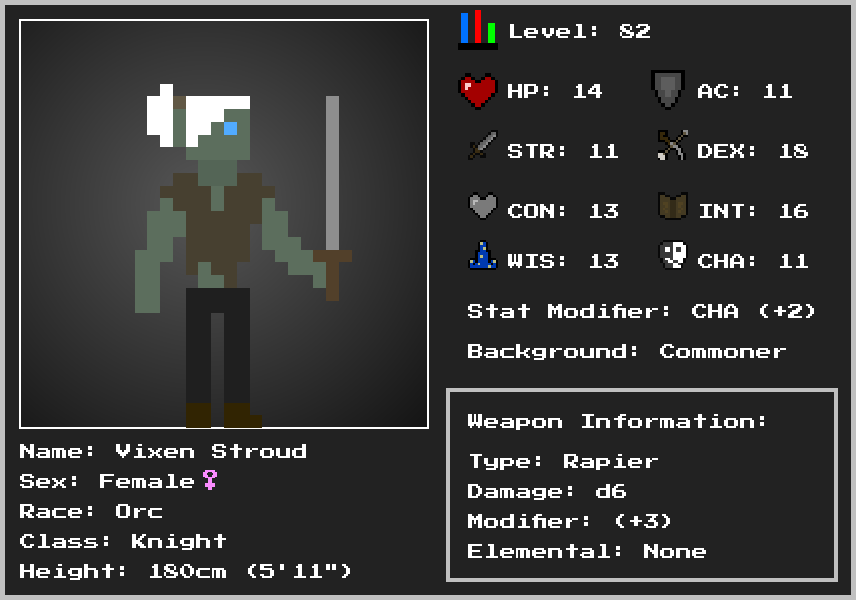 Level: 82
HP: 14
AC: 11
STR: 11
DEX: 18
CON: 13
INT: 16
WIS: 13
CHA: 11
Stat Modifier: CHA (+2)
Background: Commoner
Weapon Information:
Type: Rapier
Damage: d6
Modifier: (+3)
Elemental: None
Name: Vixen Stroud
Sex: Female♀
Race: Orc
Class: Knight
Height: 180cm (5'11")